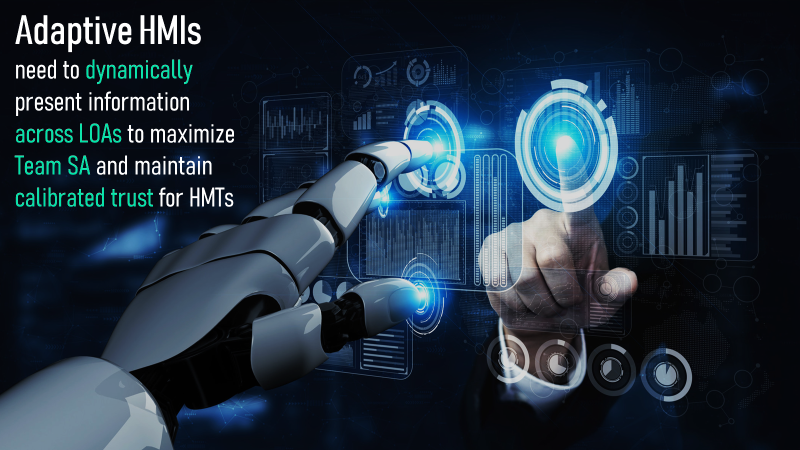 Adaptive HMIs
need to dynamically
present information
across LOAs to maximize
Team SA and maintain
calibrated trust for HMTs